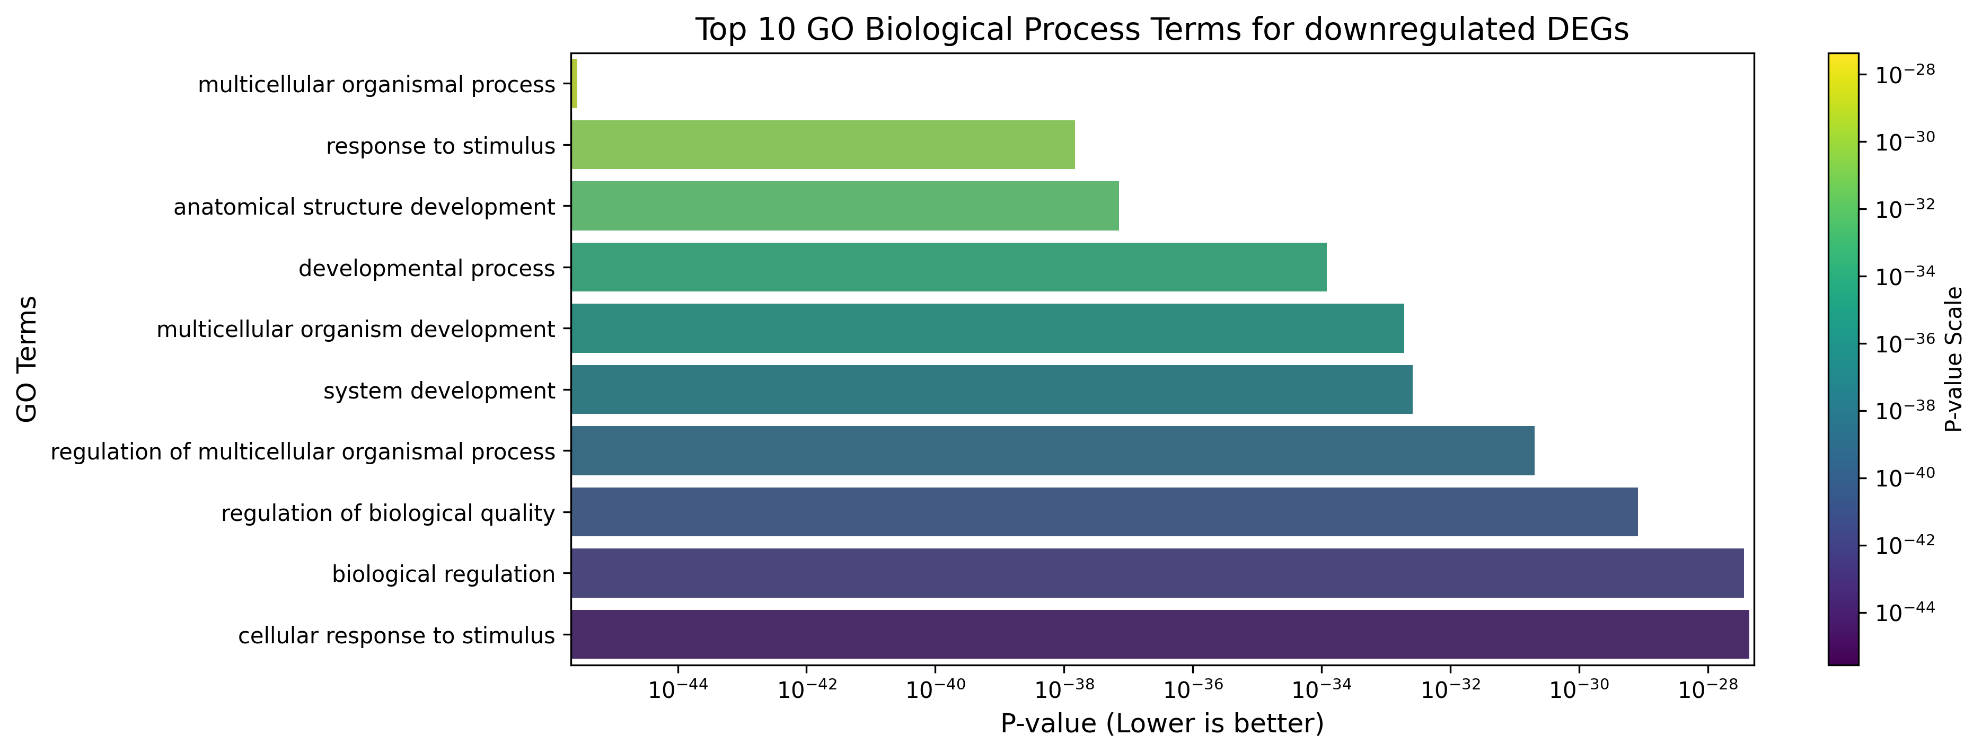 Top 10 GO Biological Process Terms for downregulated DEGs
GO Terms
multicellular organismal process
response to stimulus
anatomical structure development
developmental process
multicellular organism development
system development
regulation of multicellular organismal process
regulation of biological quality
biological regulation
cellular response to stimulus
10⁻⁴⁴ 10⁻⁴² 10⁻⁴⁰ 10⁻³⁸ 10⁻³⁶ 10⁻³⁴ 10⁻³² 10⁻³⁰ 10⁻²⁸
P-value (Lower is better)
10⁻²⁸
10⁻³⁰
10⁻³²
10⁻³⁴
10⁻³⁶
10⁻³⁸
10⁻⁴⁰
10⁻⁴²
10⁻⁴⁴
P-value Scale